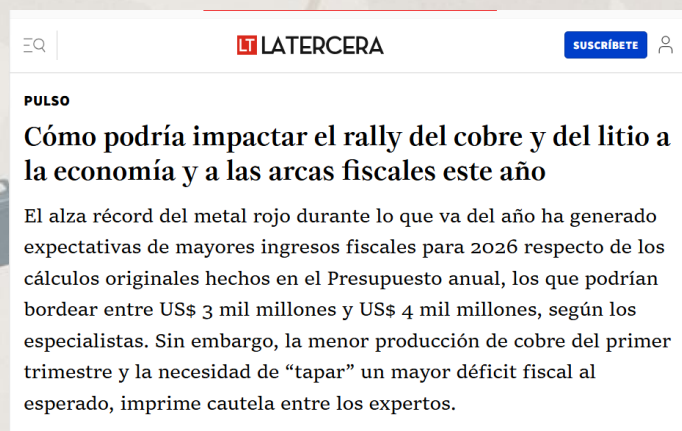 LT LATERCERA
SUSCRÍBETE
PULSO
Cómo podría impactar el rally del cobre y del litio a
la economía y a las arcas fiscales este año
El alza récord del metal rojo durante lo que va del año ha generado
expectativas de mayores ingresos fiscales para 2026 respecto de los
cálculos originales hechos en el Presupuesto anual, los que podrían
bordear entre US$ 3 mil millones y US$ 4 mil millones, según los
especialistas. Sin embargo, la menor producción de cobre del primer
trimestre y la necesidad de “tapar” un mayor déficit fiscal al
esperado, imprime cautela entre los expertos.